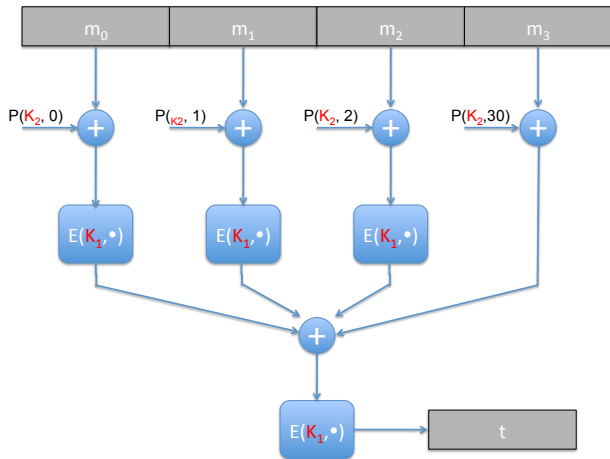 m0 m1 m2 m3
P(K2, 0) + P(K2, 1) + P(K2, 2) + P(K2,30) +
E(K1,•) E(K1,•) E(K1,•)
+
E(K1,•) t